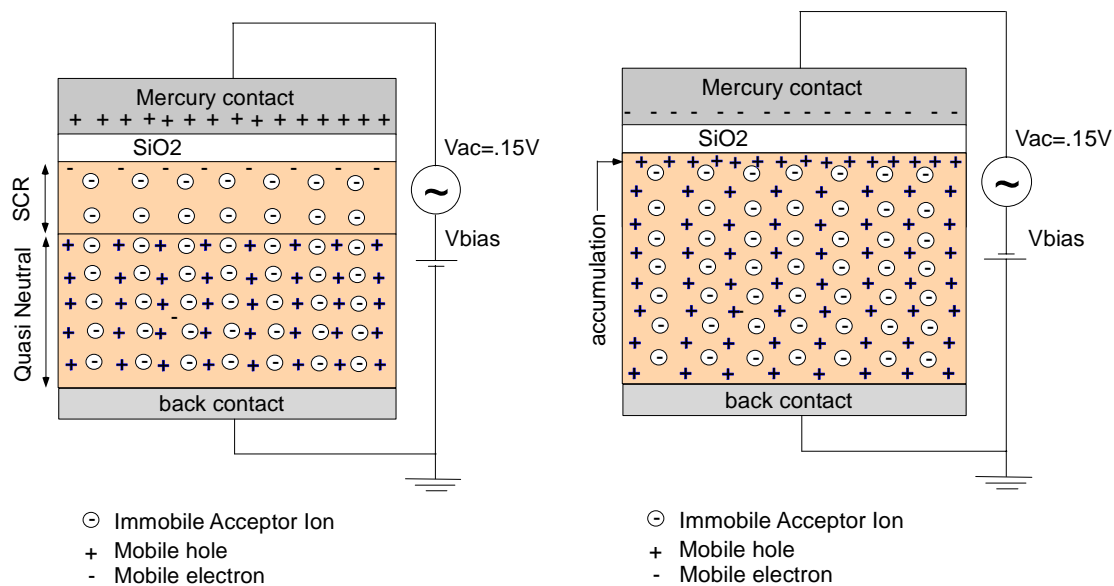 Mercury contact
+ + + + + + + + + + + + + + +
SiO2
Vac=.15V
~
SCR
Vbias
Quasi Neutral
back contact
- Immobile Acceptor Ion
+ Mobile hole
- Mobile electron
Mercury contact
- - - - - - - - - - - - - - -
SiO2
Vac=.15V
~
accumulation
Vbias
back contact
- Immobile Acceptor Ion
+ Mobile hole
- Mobile electron